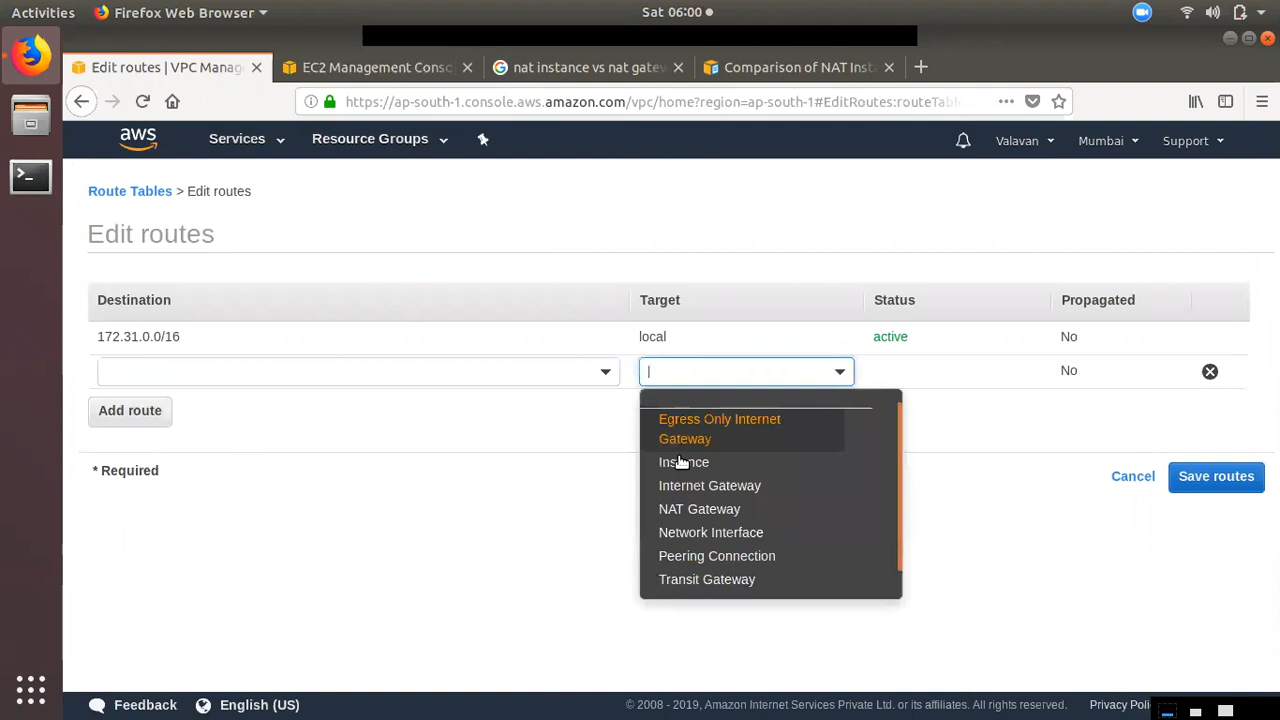 Activities Firefox Web Browser Sat 06:00
Edit routes | VPC Manag EC2 Management Conso nat instance vs nat gatew Comparison of NAT Insta
https://ap-south-1.console.aws.amazon.com/vpc/home?region=ap-south-1#EditRoutes:routeTabl
aws Services Resource Groups Valavan Mumbai Support
Route Tables > Edit routes
Edit routes
Destination Target Status Propagated
172.31.0.0/16 local active No
No
Add route
Egress Only Internet
Gateway
Instance
Internet Gateway
NAT Gateway
Network Interface
Peering Connection
Transit Gateway
* Required Cancel Save routes
Feedback English (US) © 2008 - 2019, Amazon Internet Services Private Ltd. or its affiliates. All rights reserved. Privacy Poli